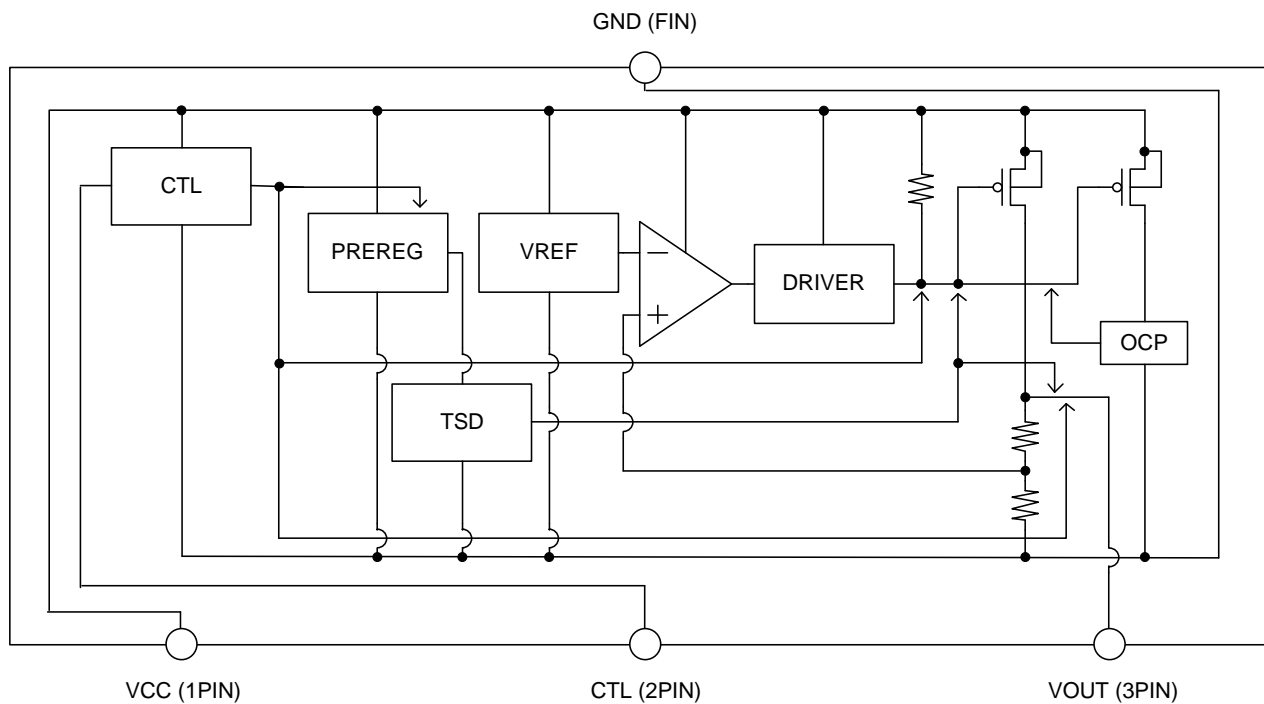 GND (FIN)
CTL
PREREG
VREF
−
+
DRIVER
OCP
TSD
VCC (1PIN)
CTL (2PIN)
VOUT (3PIN)